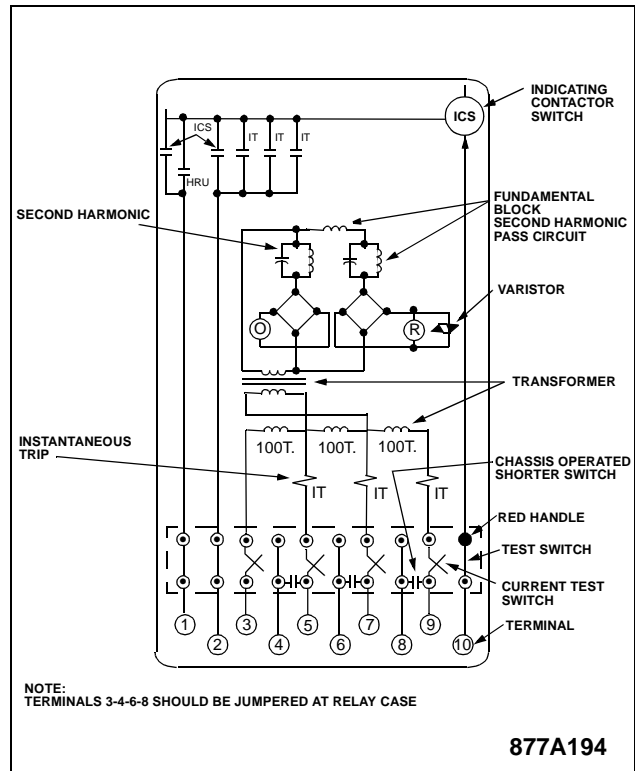 INDICATING
CONTACTOR
SWITCH
ICS
ICS
IT
IT
IT
HRU
SECOND HARMONIC
FUNDAMENTAL
BLOCK
SECOND HARMONIC
PASS CIRCUIT
VARISTOR
O
R
TRANSFORMER
INSTANTANEOUS
TRIP
100T.
100T.
100T.
CHASSIS OPERATED
SHORTER SWITCH
IT
IT
IT
RED HANDLE
TEST SWITCH
CURRENT TEST
SWITCH
1
2
3
4
5
6
7
8
9
10
TERMINAL
NOTE:
TERMINALS 3-4-6-8 SHOULD BE JUMPERED AT RELAY CASE
877A194